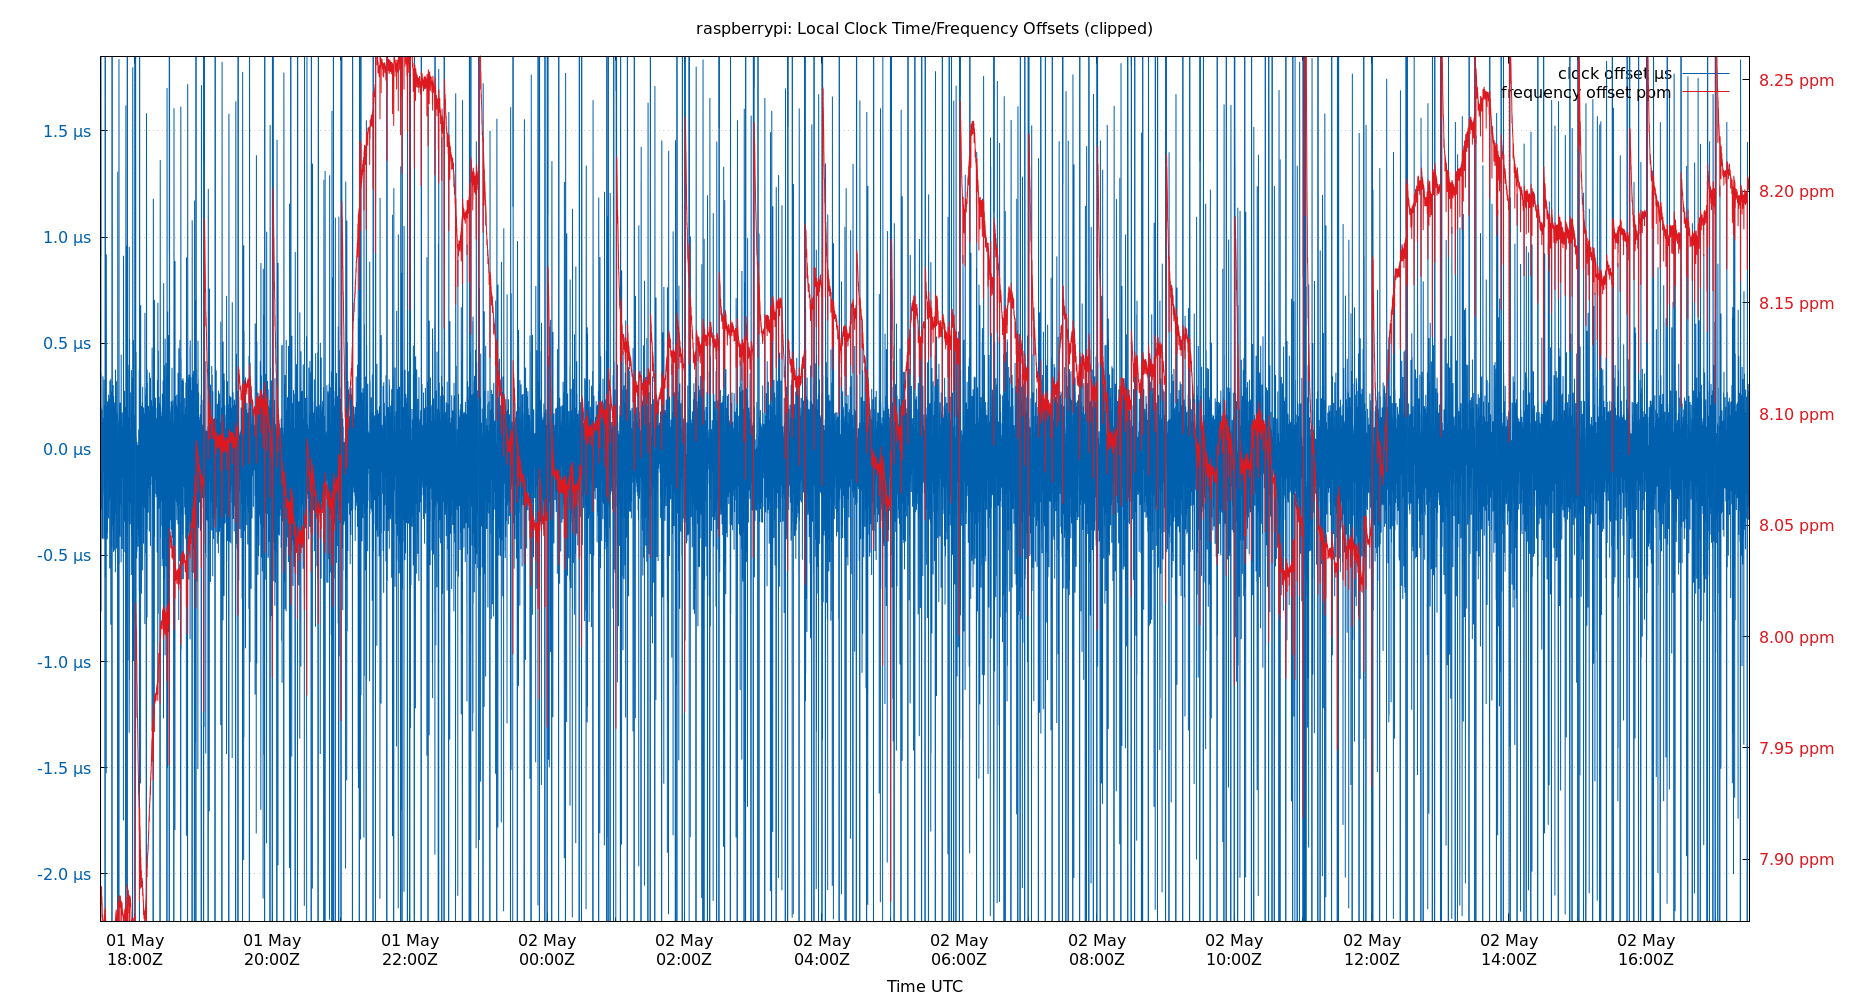 raspberrypi: Local Clock Time/Frequency Offsets (clipped)
clock offset µs
frequency offset ppm
1.5 µs
1.0 µs
0.5 µs
0.0 µs
-0.5 µs
-1.0 µs
-1.5 µs
-2.0 µs
8.25 ppm
8.20 ppm
8.15 ppm
8.10 ppm
8.05 ppm
8.00 ppm
7.95 ppm
7.90 ppm
01 May 01 May 01 May 02 May 02 May 02 May 02 May 02 May 02 May 02 May 02 May 02 May
18:00Z 20:00Z 22:00Z 00:00Z 02:00Z 04:00Z 06:00Z 08:00Z 10:00Z 12:00Z 14:00Z 16:00Z
Time UTC